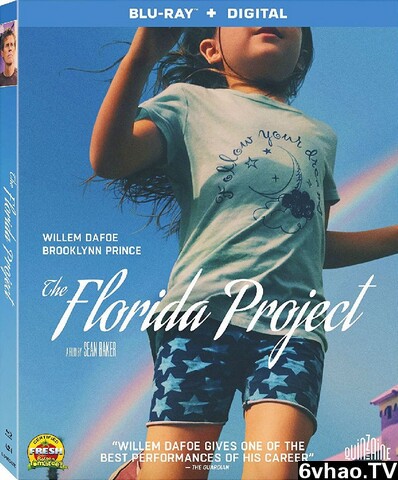 BLU-RAY™ + DIGITAL
Follow your dreams
WILLEM DAFOE
BROOKLYNN PRINCE
The Florida Project
A FILM BY SEAN BAKER
The Florida Project
CERTIFIED
FRESH
"WILLEM DAFOE GIVES ONE OF THE
BEST PERFORMANCES OF HIS CAREER"
—THE GUARDIAN
6vhao.TV